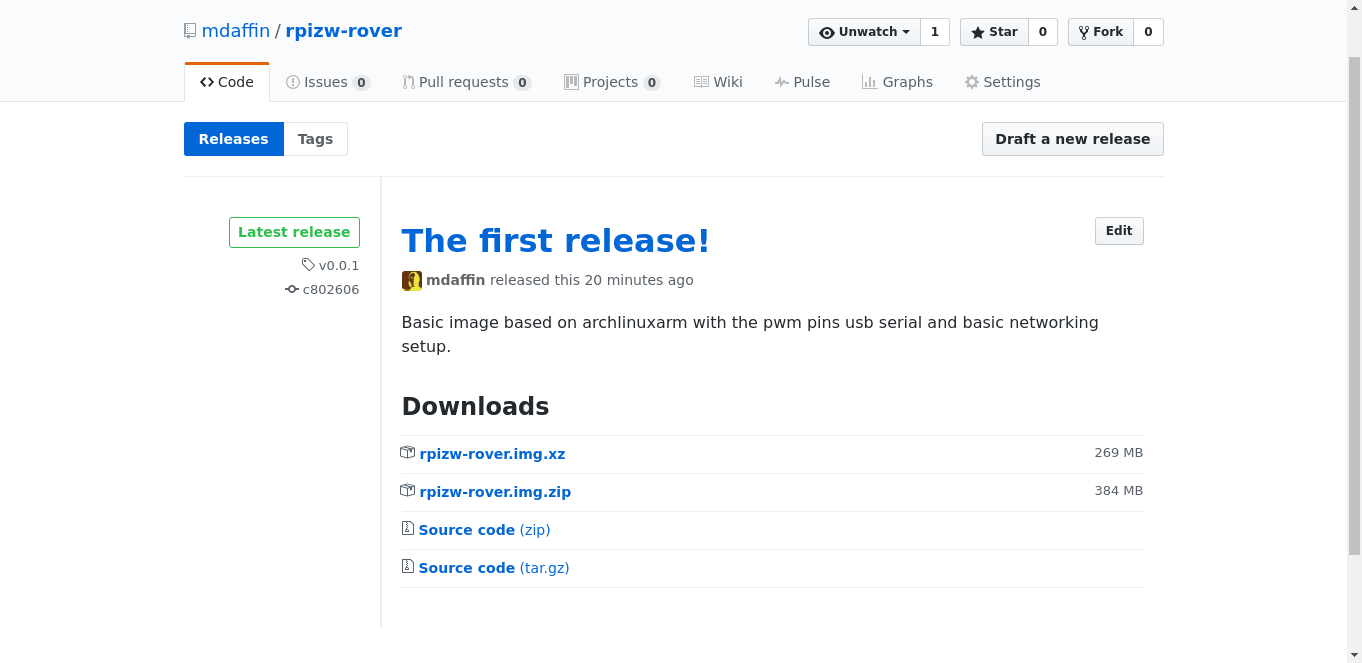 mdaffin / rpizw-rover
Unwatch 1 Star 0 Fork 0
Code Issues 0 Pull requests 0 Projects 0 Wiki Pulse Graphs Settings
Releases Tags Draft a new release
Latest release
v0.0.1
c802606
The first release! Edit
mdaffin released this 20 minutes ago
Basic image based on archlinuxarm with the pwm pins usb serial and basic networking
setup.
Downloads
rpizw-rover.img.xz 269 MB
rpizw-rover.img.zip 384 MB
Source code (zip)
Source code (tar.gz)